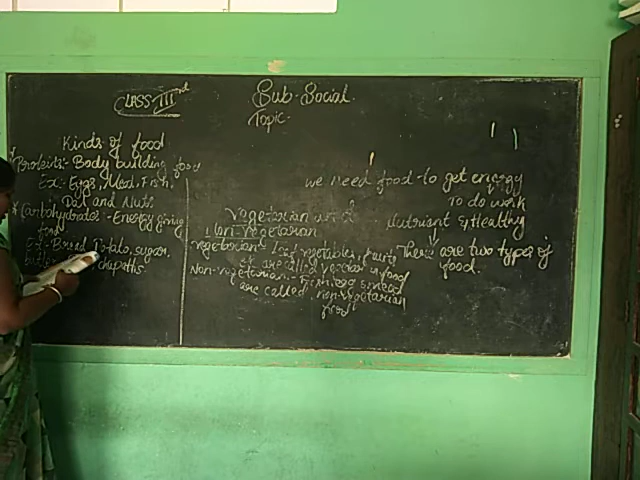 CLASS-III rd
Sub-Social
Topic-
Kinds of food
* Proteins:- Body building food
Ex:- Eggs, Meat, Fish,
Dal and Nuts
* Carbohydrates - Energy giving
food
Ex:- Bread, Potato, sugar,
chapathis
we need food - to get energy
To do work
Nutrient & Healthy
There are two types of
food.
Vegetarian
Non-vegetarian
vegetarian vegetables, fruits
are called food
Non-vegetarian -
are called non-vegetarian
food